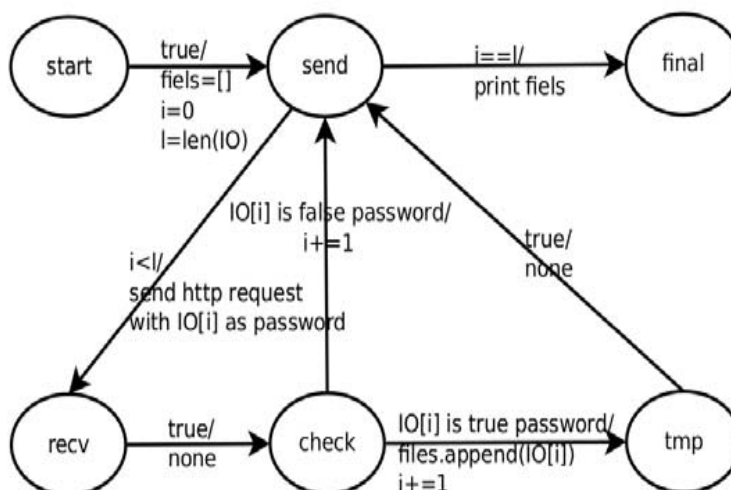 start
true/
fiels=[]
i=0
l=len(IO)
send
i==l/
print fiels
final
IO[i] is false password/
i+=1
true/
none
i<l/
send http request
with IO[i] as password
recv
true/
none
check
IO[i] is true password/
files.append(IO[i])
i+=1
tmp